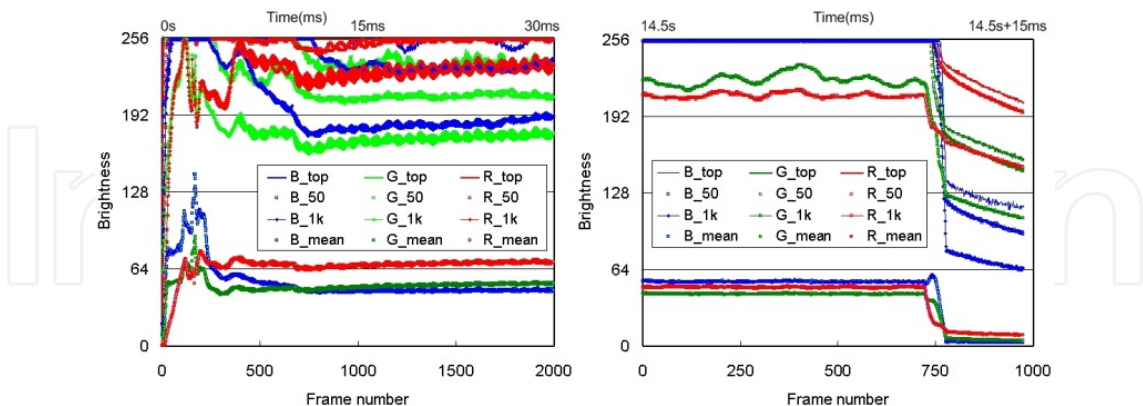 Time(ms)
0s 15ms 30ms
256
192
128
64
0
Brightness
B_top G_top R_top
B_50 G_50 R_50
B_1k G_1k R_1k
B_mean G_mean R_mean
0 500 1000 1500 2000
Frame number
Time(ms)
14.5s 14.5s+15ms
256
192
128
64
0
Brightness
B_top G_top R_top
B_50 G_50 R_50
B_1k G_1k R_1k
B_mean G_mean R_mean
0 250 500 750 1000
Frame number